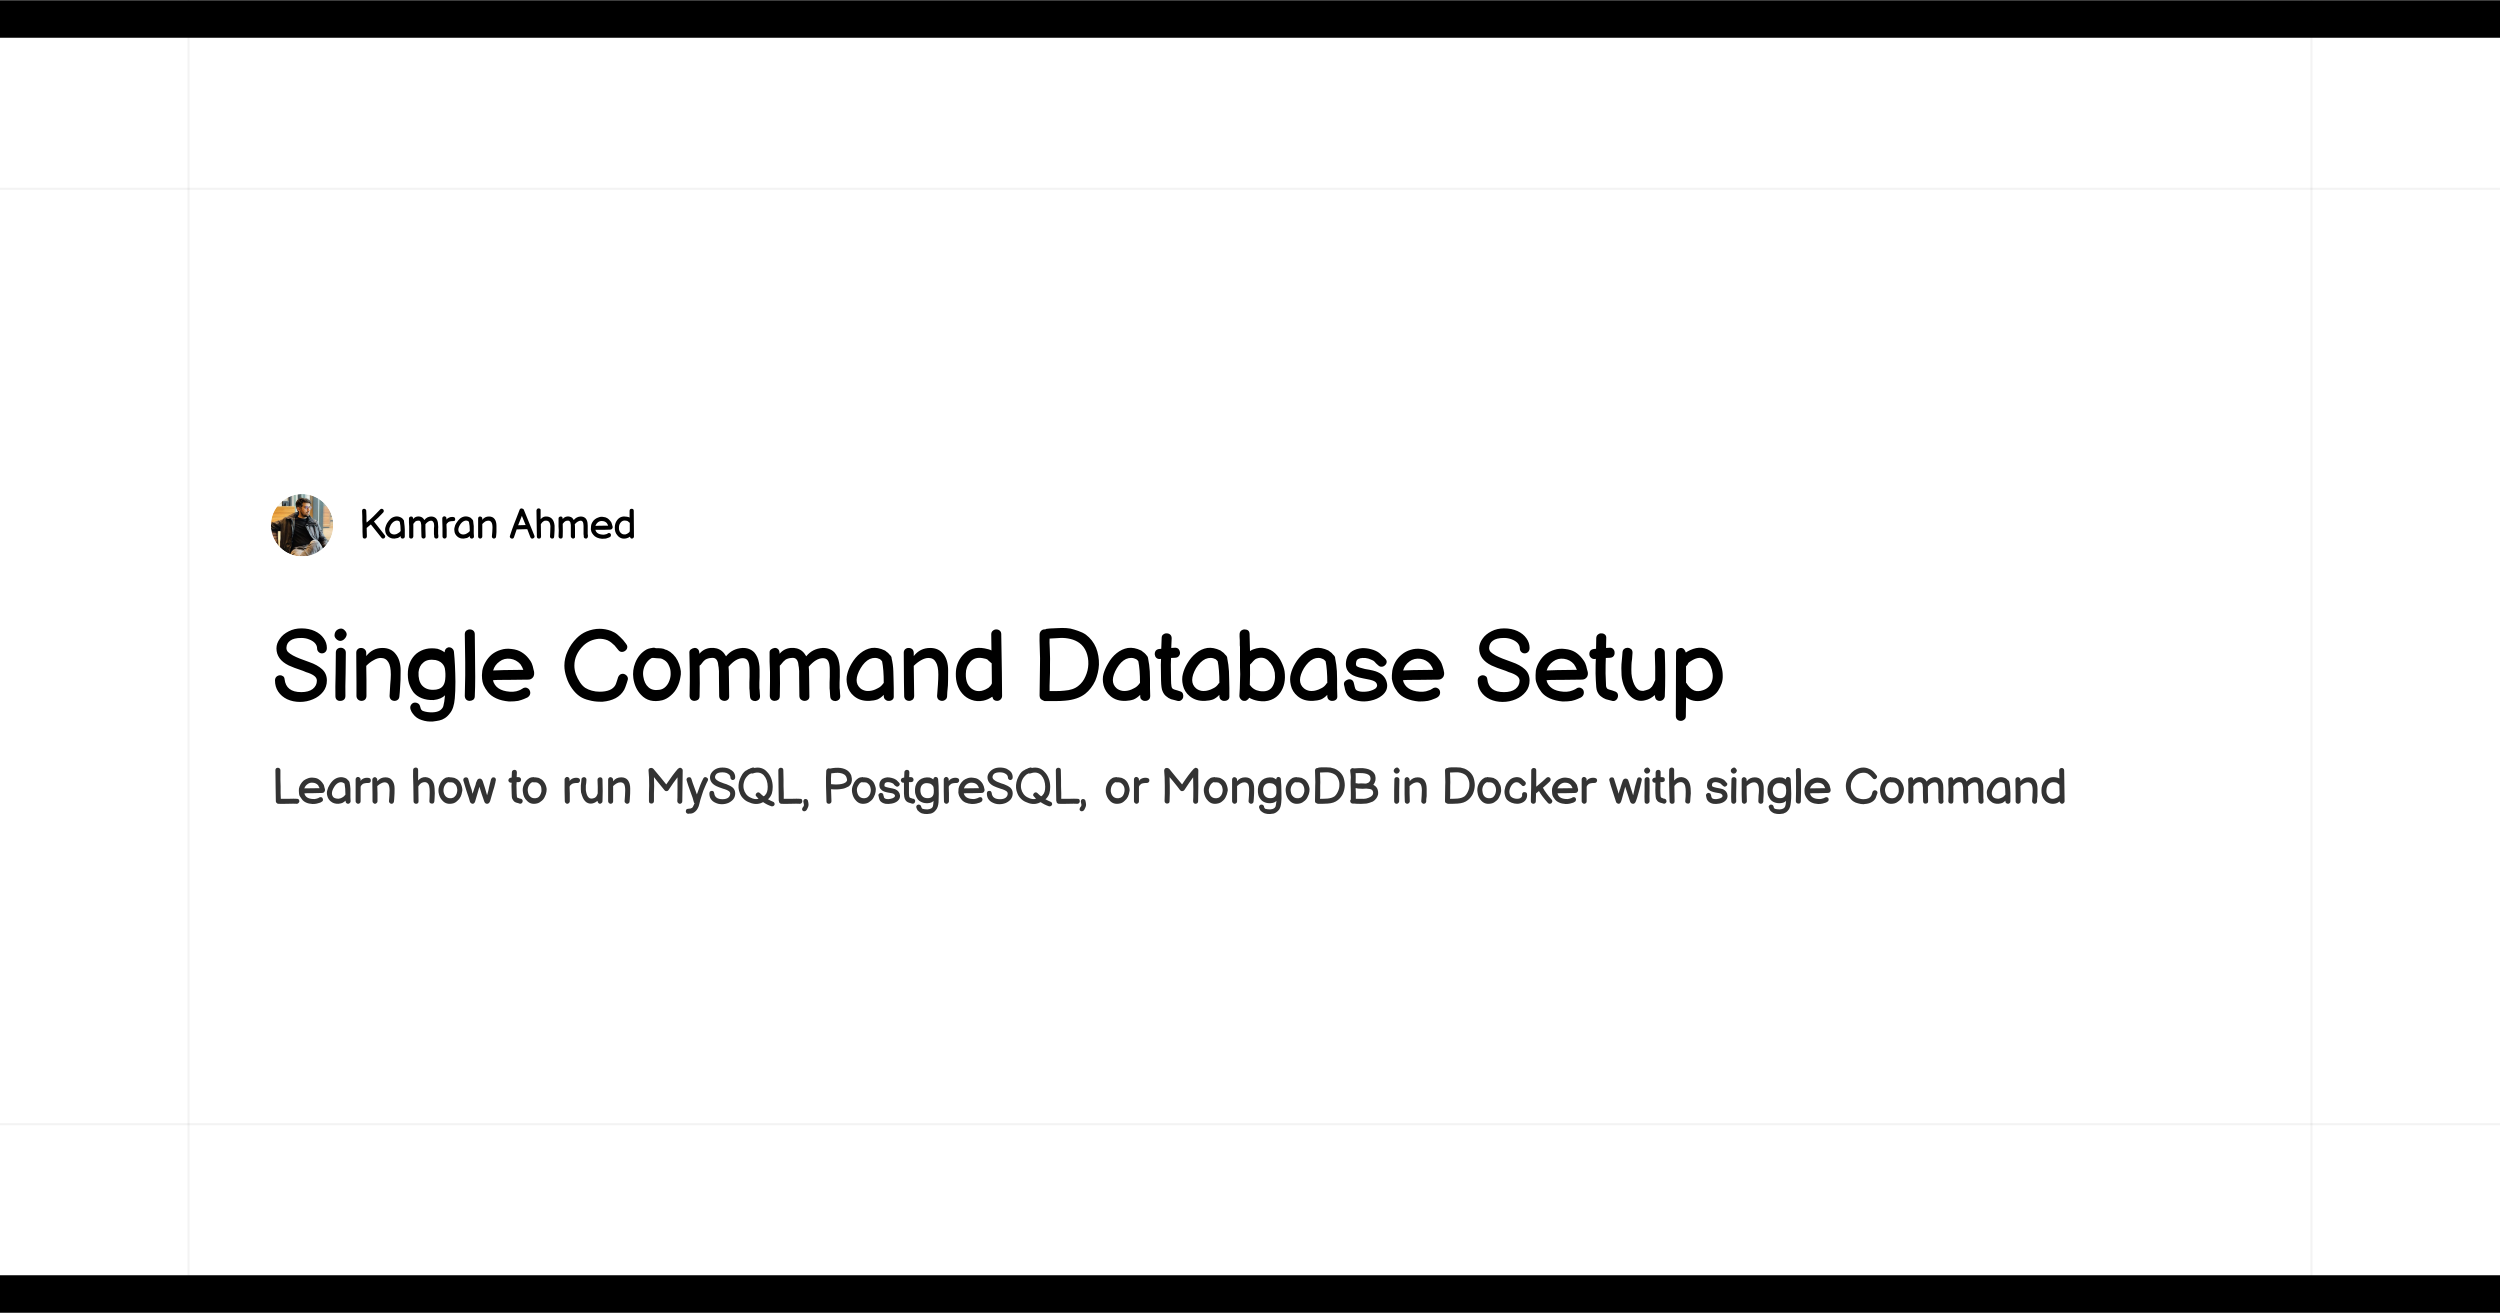 Kamran Ahmed
Single Command Database Setup
Learn how to run MySQL, PostgreSQL, or MongoDB in Docker with single Command